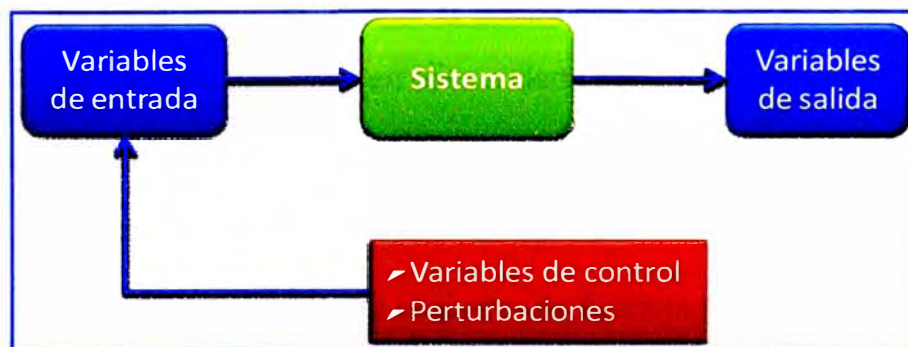 Variables
de entrada
Sistema
Variables
de salida
➤ Variables de control
➤ Perturbaciones